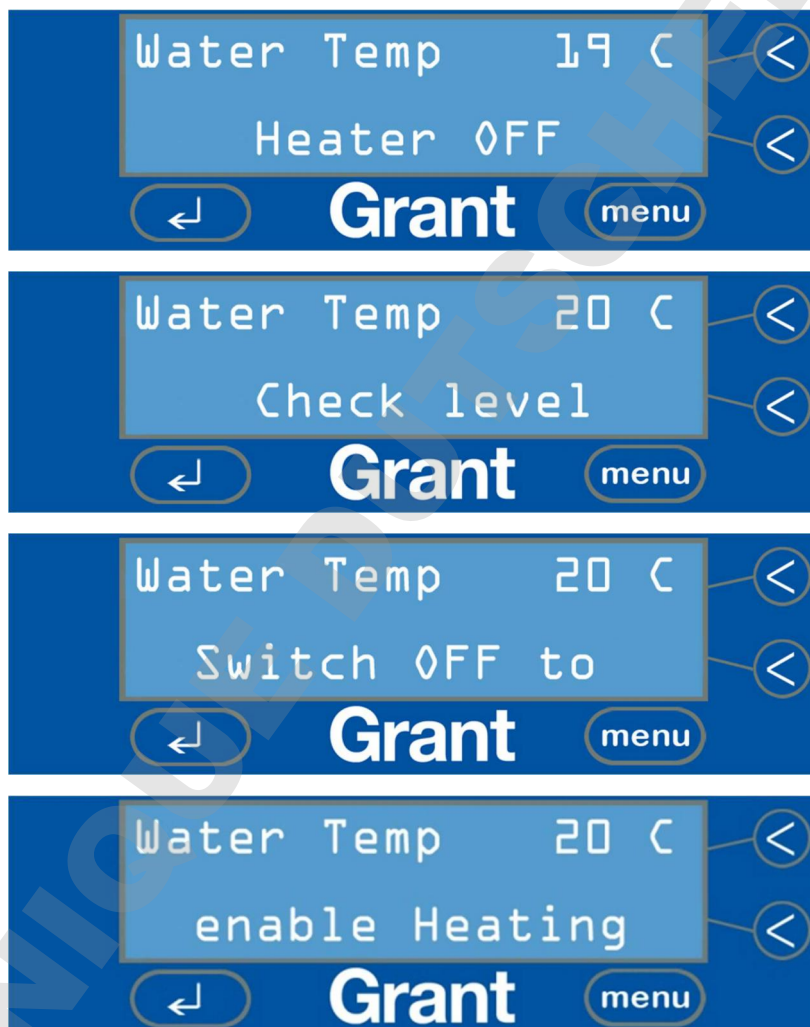 Water Temp 19 C
<
Heater OFF
<
↵ Grant menu
Water Temp 20 C
<
Check level
<
↵ Grant menu
Water Temp 20 C
<
Switch OFF to
<
↵ Grant menu
Water Temp 20 C
<
enable Heating
<
↵ Grant menu